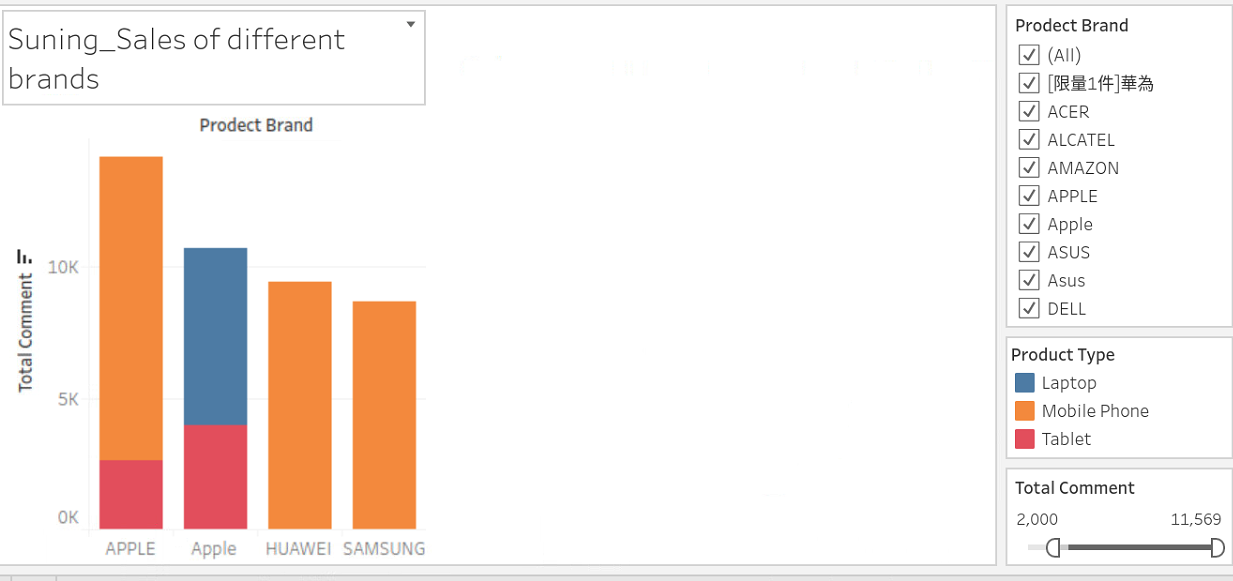 Suning_Sales of different
brands
Prodect Brand
Total Comment
10K
5K
0K
APPLE Apple HUAWEI SAMSUNG
Prodect Brand
(All)
[限量1件]華為
ACER
ALCATEL
AMAZON
APPLE
Apple
ASUS
Asus
DELL
Product Type
Laptop
Mobile Phone
Tablet
Total Comment
2,000 11,569